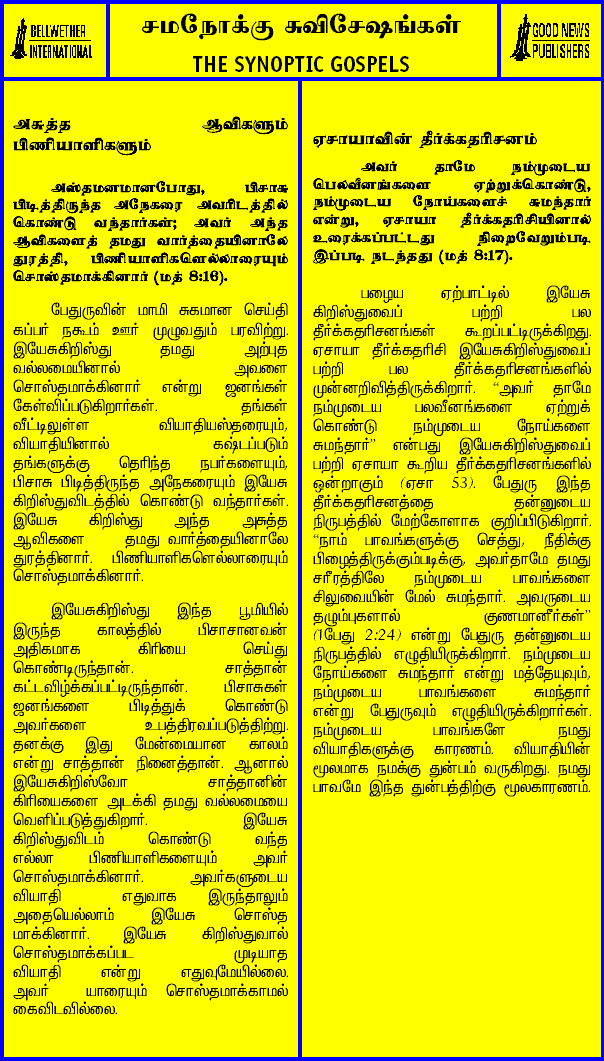 BELLWETHER
INTERNATIONAL
சமநோக்கு சுவிசேஷங்கள்
THE SYNOPTIC GOSPELS
GOOD NEWS
PUBLISHERS
அசுத்த ஆவிகளும்
பிணியாளிகளும்
அஸ்தமனமானபோது, பிசாசு
பிடித்திருந்த அநேகரை அவரிடத்தில்
கொண்டு வந்தார்கள்; அவர் அந்த
ஆவிகளைத் தமது வார்த்தையினாலே
துரத்தி, பிணியாளிகளெல்லாரையும்
சொஸ்தமாக்கினார் (மத் 8:16).
பேதுருவின் மாமி சுகமான செய்தி
கப்பர் நகூம் ஊர் முழுவதும் பரவிற்று.
இயேசுகிறிஸ்து தமது அற்புத
வல்லமையினால் அவளை
சொஸ்தமாக்கினார் என்று ஜனங்கள்
கேள்விப்படுகிறார்கள். தங்கள்
வீட்டிலுள்ள வியாதியஸ்தரையும்,
வியாதியினால் கஷ்டப்படும்
தங்களுக்கு தெரிந்த நபர்களையும்,
பிசாசு பிடித்திருந்த அநேகரையும் இயேசு
கிறிஸ்துவிடத்தில் கொண்டு வந்தார்கள்.
இயேசு கிறிஸ்து அந்த அசுத்த
ஆவிகளை தமது வார்த்தையினாலே
துரத்தினார். பிணியாளிகளெல்லாரையும்
சொஸ்தமாக்கினார்.
இயேசுகிறிஸ்து இந்த பூமியில்
இருந்த காலத்தில் பிசாசானவன்
அதிகமாக கிரியை செய்து
கொண்டிருந்தான். சாத்தான்
கட்டவிழ்க்கப்பட்டிருந்தான். பிசாசுகள்
ஜனங்களை பிடித்துக் கொண்டு
அவர்களை உபத்திரவப்படுத்திற்று.
தனக்கு இது மேன்மையான காலம்
என்று சாத்தான் நினைத்தான். ஆனால்
இயேசுகிறிஸ்வோ சாத்தானின்
கிரியைகளை அடக்கி தமது வல்லமையை
வெளிப்படுத்துகிறார். இயேசு
கிறிஸ்துவிடம் கொண்டு வந்த
எல்லா பிணியாளிகளையும் அவர்
சொஸ்தமாக்கினார். அவர்களுடைய
வியாதி எதுவாக இருந்தாலும்
அதையெல்லாம் இயேசு சொஸ்த
மாக்கினார். இயேசு கிறிஸ்துவால்
சொஸ்தமாக்கப்பட முடியாத
வியாதி என்று எதுவுமேயில்லை.
அவர் யாரையும் சொஸ்தமாக்காமல்
கைவிடவில்லை.
ஏசாயாவின் தீர்க்கதரிசனம்
அவர் தாமே நம்முடைய
பெலவீனங்களை ஏற்றுக்கொண்டு,
நம்முடைய நோய்களைச் சுமந்தார்
என்று, ஏசாயா தீர்க்கதரிசியினால்
உரைக்கப்பட்டது நிறைவேறும்படி
இப்படி நடந்தது (மத் 8:17).
பழைய ஏற்பாட்டில் இயேசு
கிறிஸ்துவைப் பற்றி பல
தீர்க்கதரிசனங்கள் கூறப்பட்டிருக்கிறது.
ஏசாயா தீர்க்கதரிசி இயேசுகிறிஸ்துவைப்
பற்றி பல தீர்க்கதரிசனங்களில்
முன்னறிவித்திருக்கிறார். “அவர் தாமே
நம்முடைய பலவீனங்களை ஏற்றுக்
கொண்டு நம்முடைய நோய்களை
சுமந்தார்” என்பது இயேசுகிறிஸ்துவைப்
பற்றி ஏசாயா கூறிய தீர்க்கதரிசனங்களில்
ஒன்றாகும் (ஏசா 53). பேதுரு இந்த
தீர்க்கதரிசனத்தை தன்னுடைய
நிருபத்தில் மேற்கோளாக குறிப்பிடுகிறார்.
“நாம் பாவங்களுக்கு செத்து, நீதிக்கு
பிழைத்திருக்கும்படிக்கு, அவர்தாமே தமது
சரீரத்திலே நம்முடைய பாவங்களை
சிலுவையின் மேல் சுமந்தார். அவருடைய
தழும்புகளால் குணமானீர்கள்”
(1பேது 2:24) என்று பேதுரு தன்னுடைய
நிருபத்தில் எழுதியிருக்கிறார். நம்முடைய
நோய்களை சுமந்தார் என்று மத்தேயுவும்,
நம்முடைய பாவங்களை சுமந்தார்
என்று பேதுருவும் எழுதியிருக்கிறார்கள்.
நம்முடைய பாவங்களே நமது
வியாதிகளுக்கு காரணம். வியாதியின்
மூலமாக நமக்கு துன்பம் வருகிறது. நமது
பாவமே இந்த துன்பத்திற்கு மூலகாரணம்.